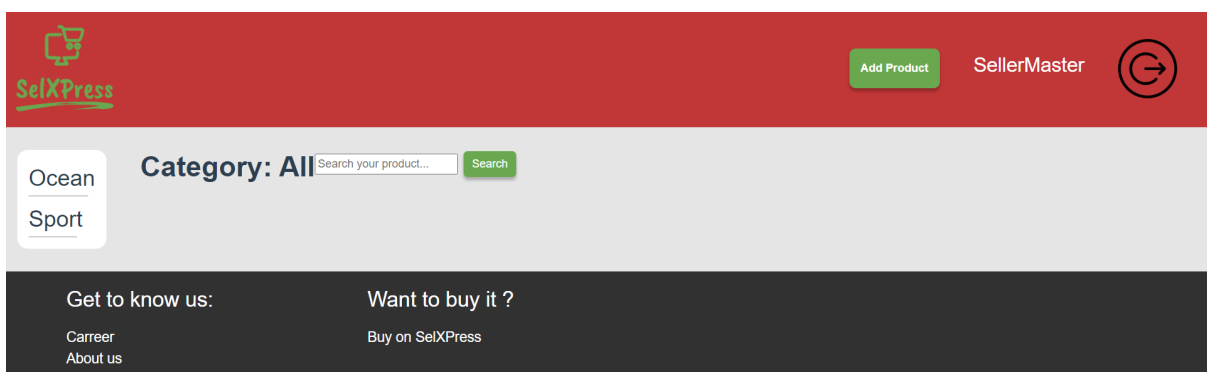 SelXPress
Add Product
SellerMaster
Ocean
Sport
Category: All
Search your product...
Search
Get to know us:
Carreer
About us
Want to buy it ?
Buy on SelXPress